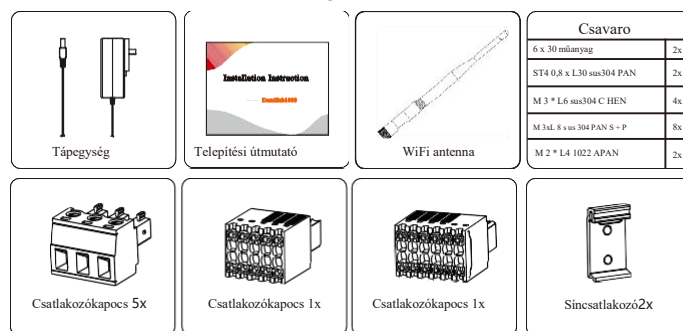 Installation Instruction
Tápegység
Telepítési útmutató
WiFi antenna
Csavaro
6 x 30 műanyag 2x
ST4 0,8 x L30 sus304 PAN 2x
M 3 * L6 sus304 C HEN 4x
M 3xL 8 s us 304 PAN S + P 8x
M 2 * L4 1022 APAN 2x
Csatlakozókapocs 5x
Csatlakozókapocs 1x
Csatlakozókapocs 1x
Síncsatlakozó2x